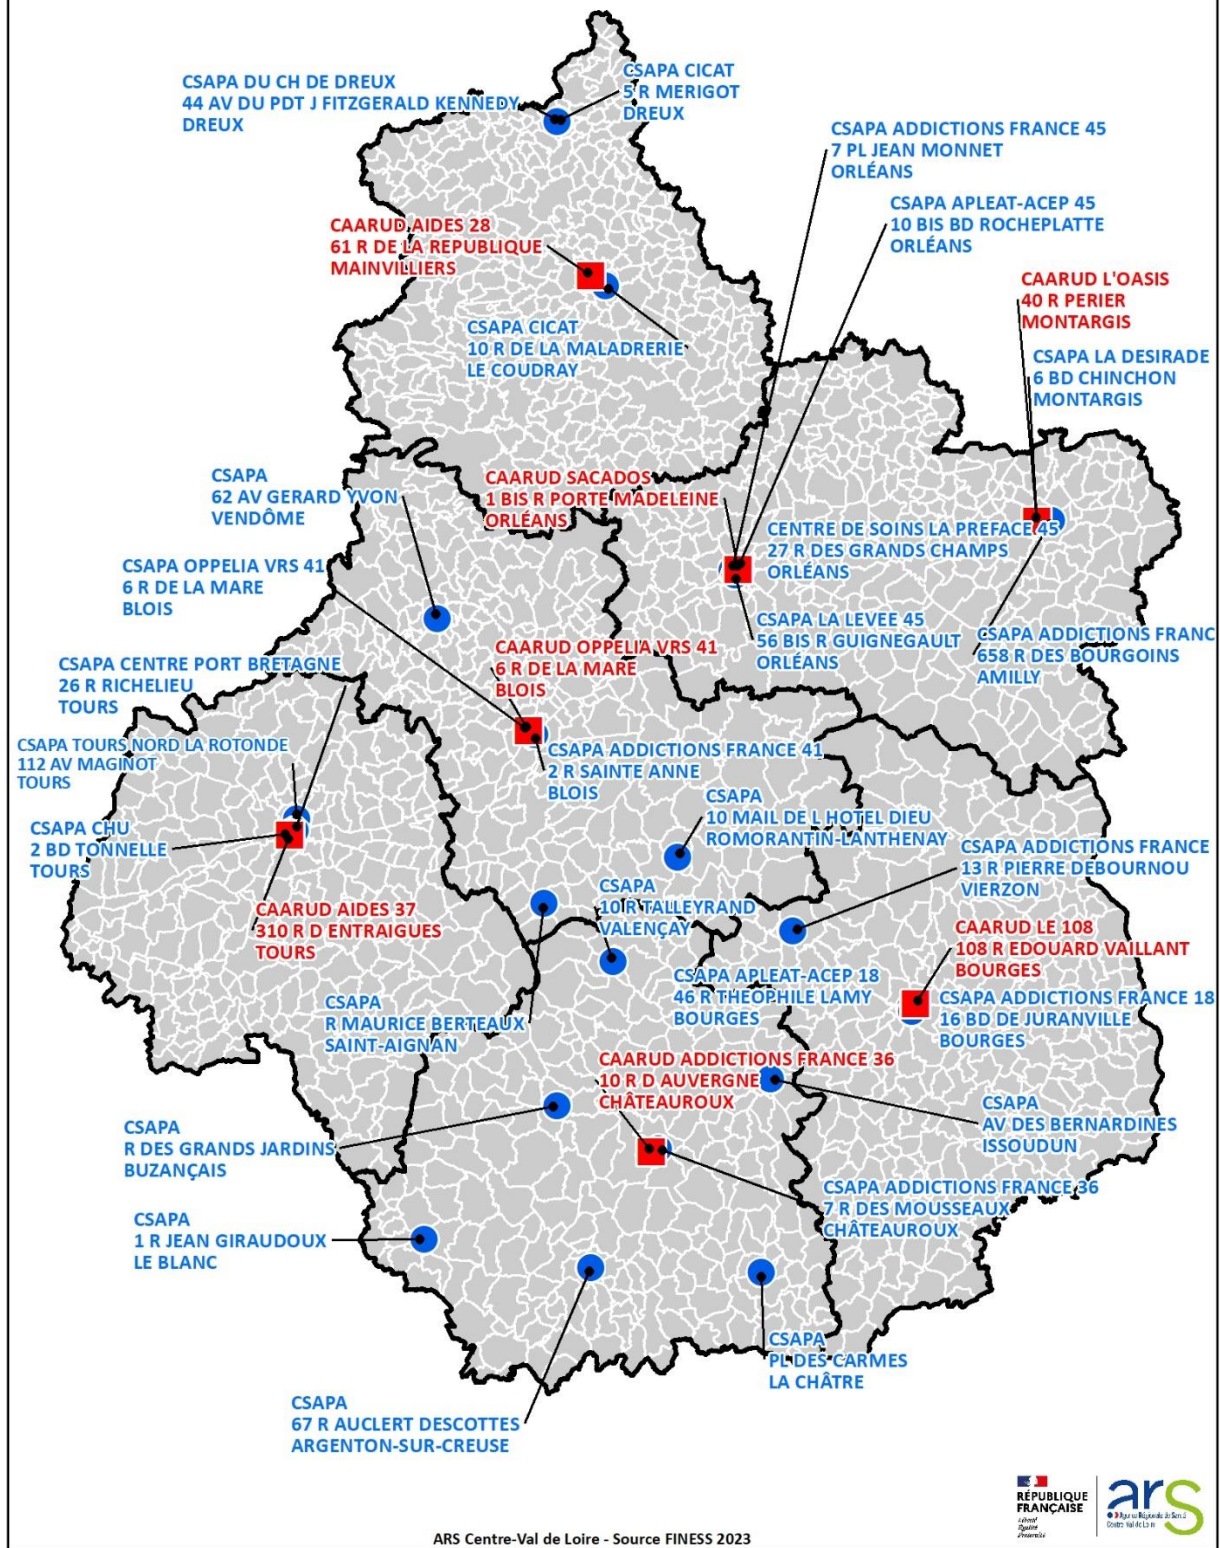 CSAPA DU CH DE DREUX
44 AV DU PDT J FITZGERALD KENNEDY
DREUX
CSAPA CICAT
5 R MERIGOT
DREUX
CSAPA ADDICTIONS FRANCE 45
7 PL JEAN MONNET
ORLÉANS
CSAPA APLEAT-ACEP 45
10 BIS BD ROCHEPLATTE
ORLÉANS
CAARUD AIDES 28
61 R DE LA REPUBLIQUE
MAINVILLIERS
CAARUD L'OASIS
40 R PERIER
MONTARGIS
CSAPA CICAT
10 R DE LA MALADRERIE
LE COUDRAY
CSAPA LA DESIRADE
6 BD CHINCHON
MONTARGIS
CSAPA
62 AV GERARD YVON
VENDÔME
CAARUD SACADOS
1 BIS R PORTE MADELEINE
ORLÉANS
CENTRE DE SOINS LA PREFACE 45
27 R DES GRANDS CHAMPS
ORLÉANS
CSAPA OPPELIA VRS 41
6 R DE LA MARE
BLOIS
CSAPA LA LEVEE 45
56 BIS R GUIGNEGAULT
ORLÉANS
CSAPA ADDICTIONS FRANC
658 R DES BOURGOINS
AMILLY
CAARUD OPPELIA VRS 41
6 R DE LA MARE
BLOIS
CSAPA CENTRE PORT BRETAGNE
26 R RICHELIEU
TOURS
CSAPA TOURS NORD LA ROTONDE
112 AV MAGINOT
TOURS
CSAPA ADDICTIONS FRANCE 41
2 R SAINTE ANNE
BLOIS
CSAPA
10 MAIL DE L HOTEL DIEU
ROMORANTIN-LANTHENAY
CSAPA CHU
2 BD TONNELLE
TOURS
CSAPA ADDICTIONS FRANCE
13 R PIERRE DEBOURNOU
VIERZON
CSAPA
10 R TALLEYRAND
VALENÇAY
CAARUD AIDES 37
310 R D ENTRAIGUES
TOURS
CAARUD LE 108
108 R EDOUARD VAILLANT
BOURGES
CSAPA APLEAT-ACEP 18
46 R THEOPHILE LAMY
BOURGES
CSAPA ADDICTIONS FRANCE 18
16 BD DE JURANVILLE
BOURGES
CSAPA
R MAURICE BERTEAUX
SAINT-AIGNAN
CAARUD ADDICTIONS FRANCE 36
10 R D AUVERGNE
CHÂTEAUROUX
CSAPA
AV DES BERNARDINES
ISSOUDUN
CSAPA
R DES GRANDS JARDINS
BUZANÇAIS
CSAPA ADDICTIONS FRANCE 36
7 R DES MOUSSEAUX
CHÂTEAUROUX
CSAPA
1 R JEAN GIRAUDOUX
LE BLANC
CSAPA
PL DES CARMES
LA CHÂTRE
CSAPA
67 R AUCLERT DESCOTTES
ARGENTON-SUR-CREUSE
RÉPUBLIQUE
FRANÇAISE
Liberté
Égalité
Fraternité
ars
Agence Régionale de Santé
Centre-Val de Loire
ARS Centre-Val de Loire - Source FINESS 2023